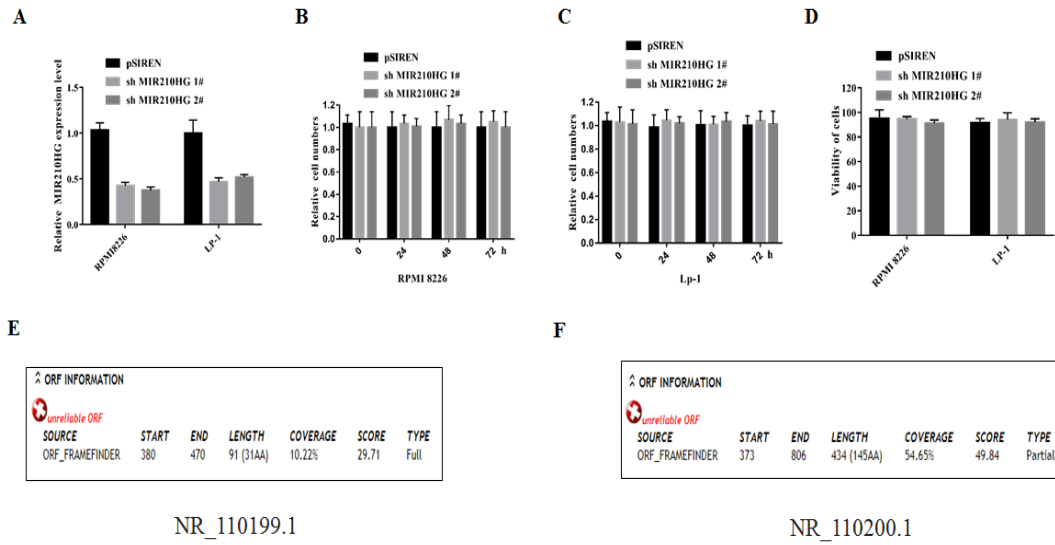 A
pSIREN
sh MIR210HG 1#
sh MIR210HG 2#
Relative MIR210HG expression level
1.5
1.0
0.5
0.0
RPMI8226
LP-1
B
pSIREN
sh MIR210HG 1#
sh MIR210HG 2#
Relative cell numbers
1.2
1.0
0.8
0.6
0.4
0.2
0.0
0
24
48
72 h
RPMI 8226
C
pSIREN
sh MIR210HG 1#
sh MIR210HG 2#
Relative cell numbers
1.2
1.0
0.8
0.6
0.4
0.2
0.0
0
24
48
72 h
Lp-1
D
pSIREN
sh MIR210HG 1#
sh MIR210HG 2#
Viability of cells
120
100
80
60
40
20
0
RPMI 8226
LP-1
E
ORF INFORMATION
unreliable ORF
SOURCE START END LENGTH COVERAGE SCORE TYPE
ORF_FRAMEFINDER 380 470 91 (31AA) 10.22% 29.71 Full
NR_110199.1
F
ORF INFORMATION
unreliable ORF
SOURCE START END LENGTH COVERAGE SCORE TYPE
ORF_FRAMEFINDER 373 806 434 (145AA) 54.65% 49.84 Partial
NR_110200.1